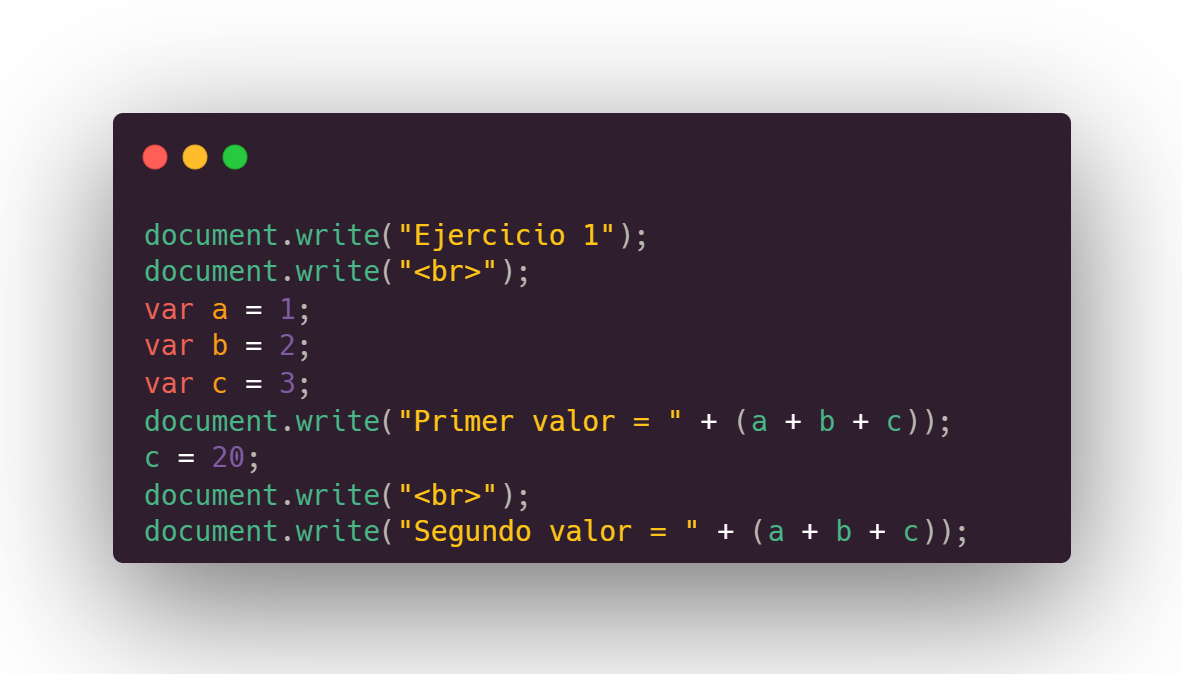 document.write("Ejercicio 1");
document.write("<br>");
var a = 1;
var b = 2;
var c = 3;
document.write("Primer valor = " + (a + b + c));
c = 20;
document.write("<br>");
document.write("Segundo valor = " + (a + b + c));